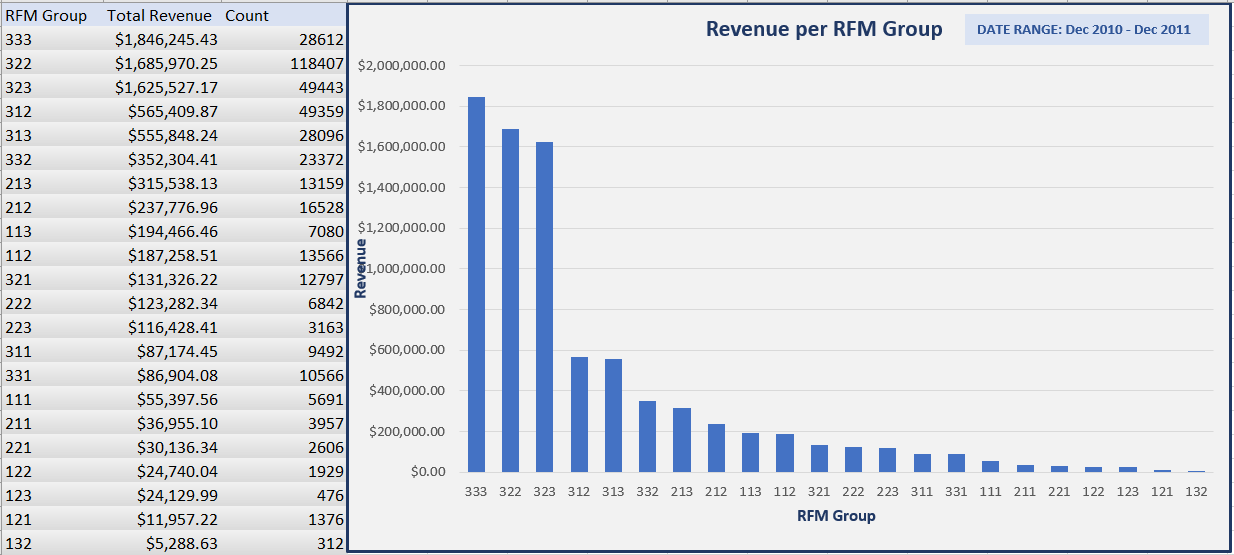 RFM Group Total Revenue Count
333 $1,846,245.43 28612
322 $1,685,970.25 118407
323 $1,625,527.17 49443
312 $565,409.87 49359
313 $555,848.24 28096
332 $352,304.41 23372
213 $315,538.13 13159
212 $237,776.96 16528
113 $194,466.46 7080
112 $187,258.51 13566
321 $131,326.22 12797
222 $123,282.34 6842
223 $116,428.41 3163
311 $87,174.45 9492
331 $86,904.08 10566
111 $55,397.56 5691
211 $36,955.10 3957
221 $30,136.34 2606
122 $24,740.04 1929
123 $24,129.99 476
121 $11,957.22 1376
132 $5,288.63 312
Revenue per RFM Group
DATE RANGE: Dec 2010 - Dec 2011
Revenue
$2,000,000.00
$1,800,000.00
$1,600,000.00
$1,400,000.00
$1,200,000.00
$1,000,000.00
$800,000.00
$600,000.00
$400,000.00
$200,000.00
$0.00
333 322 323 312 313 332 213 212 113 112 321 222 223 311 331 111 211 221 122 123 121 132
RFM Group